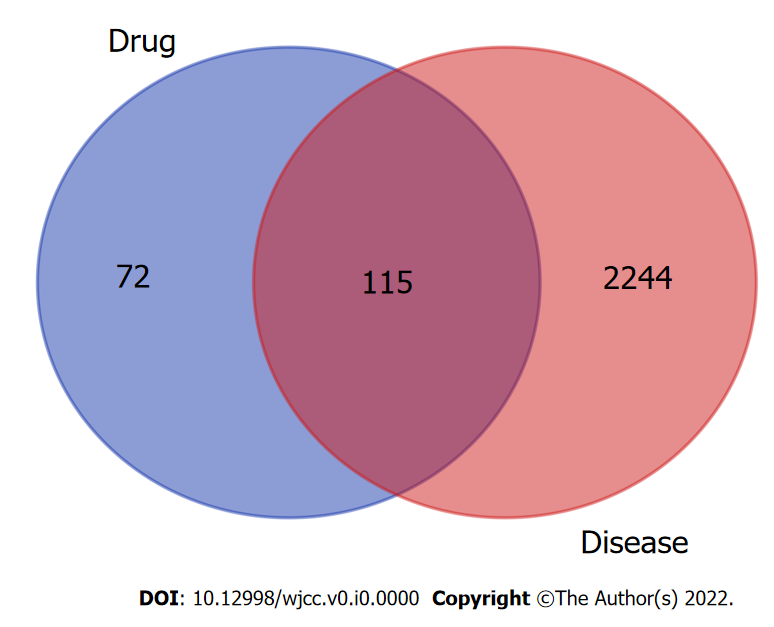 Drug
72
115
2244
Disease
DOI: 10.12998/wjcc.v0.i0.0000 Copyright ©The Author(s) 2022.